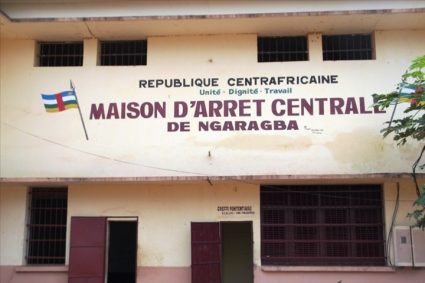 REPUBLIQUE CENTRAFRICAINE
Unité - Dignité - Travail
MAISON D'ARRET CENTRALE
DE NGARAGBA